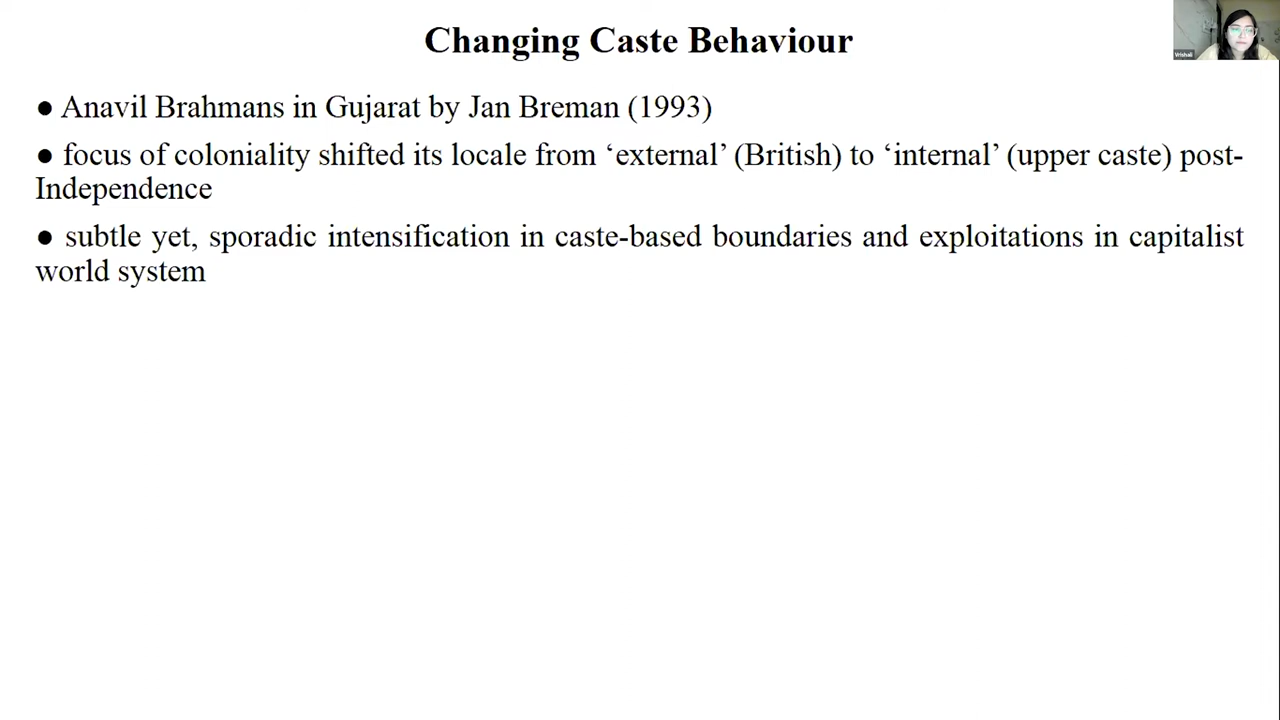 Changing Caste Behaviour
Vrishali
● Anavil Brahmans in Gujarat by Jan Breman (1993)
● focus of coloniality shifted its locale from ‘external’ (British) to ‘internal’ (upper caste) post-
Independence
● subtle yet, sporadic intensification in caste-based boundaries and exploitations in capitalist
world system